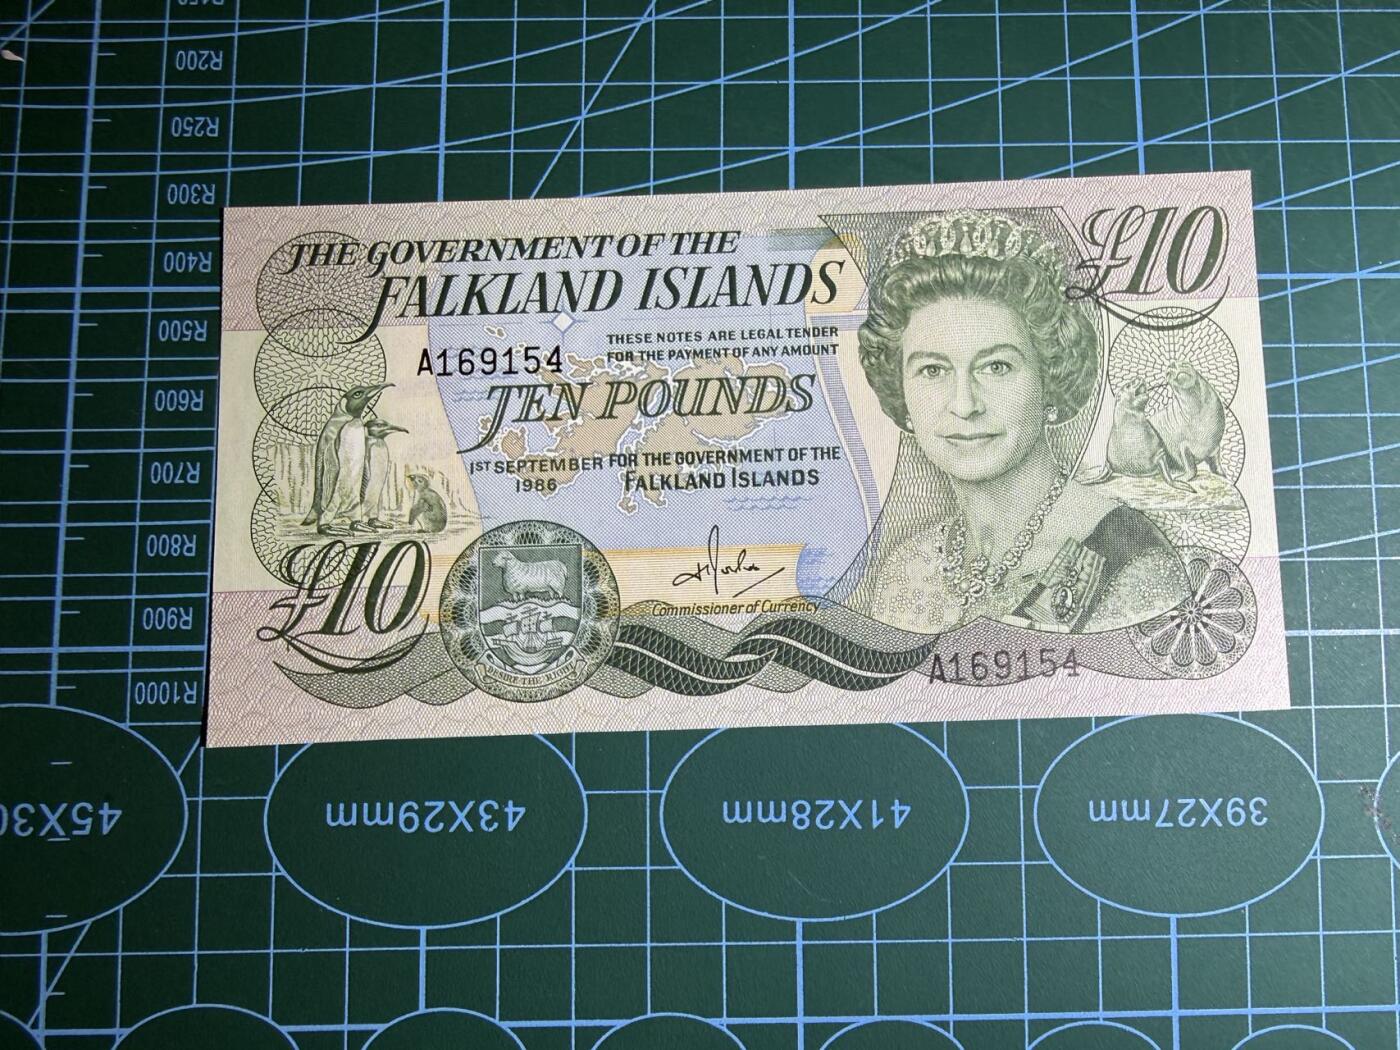 R200
R250
R300
R400
R500
R600
R700
R800
R900
R1000
THE GOVERNMENT OF THE
FALKLAND ISLANDS
£10
THESE NOTES ARE LEGAL TENDER
FOR THE PAYMENT OF ANY AMOUNT
A169154
TEN POUNDS
1ST SEPTEMBER
1986
FOR THE GOVERNMENT OF THE
FALKLAND ISLANDS
£10
Commissioner of Currency
DESIRE THE RIGHT
A169154
43X29mm
41X28mm
39X27mm